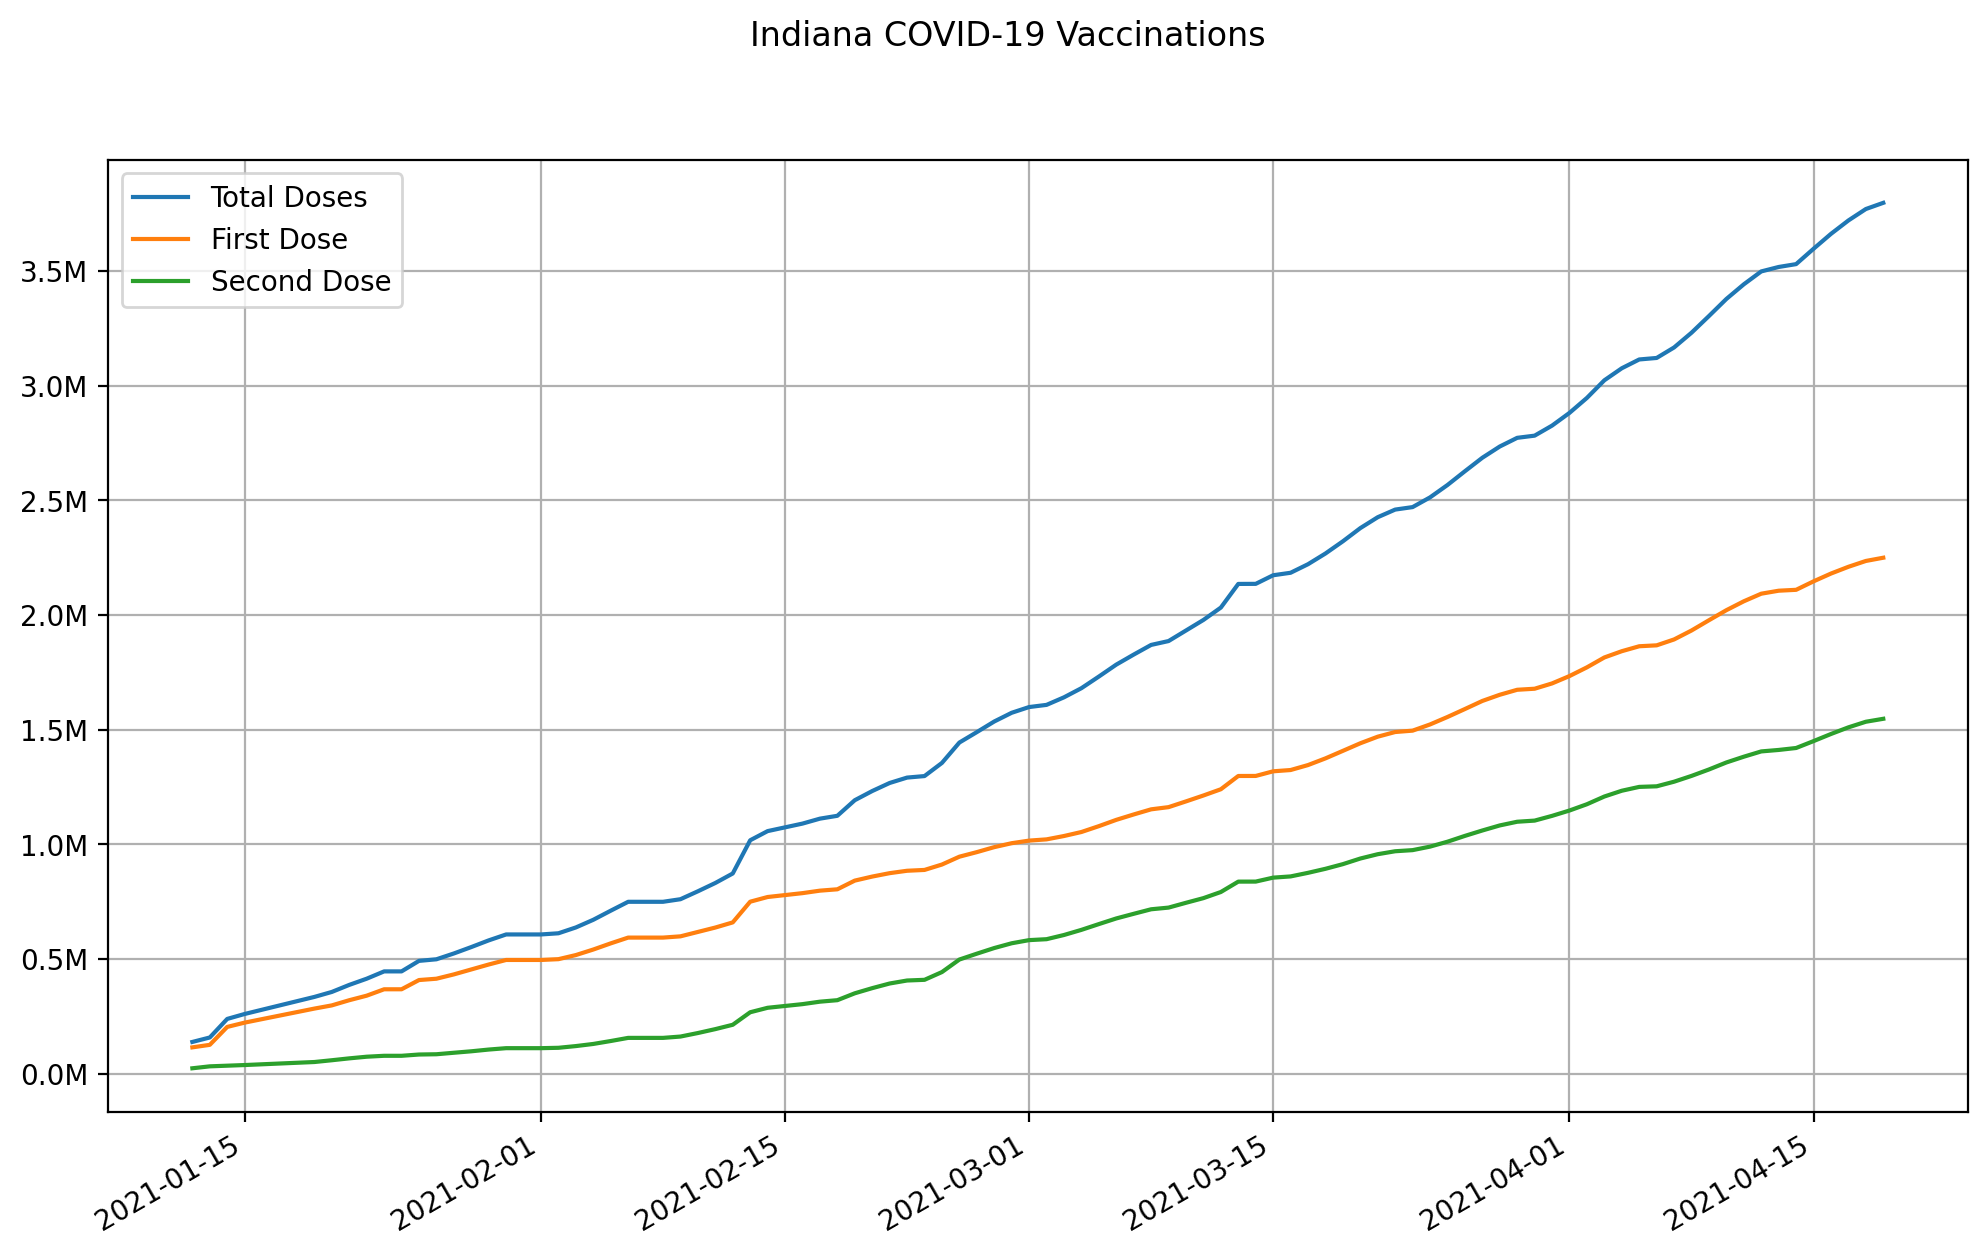 Indiana COVID-19 Vaccinations
Total Doses
First Dose
Second Dose
3.5M
3.0M
2.5M
2.0M
1.5M
1.0M
0.5M
0.0M
2021-01-15
2021-02-01
2021-02-15
2021-03-01
2021-03-15
2021-04-01
2021-04-15